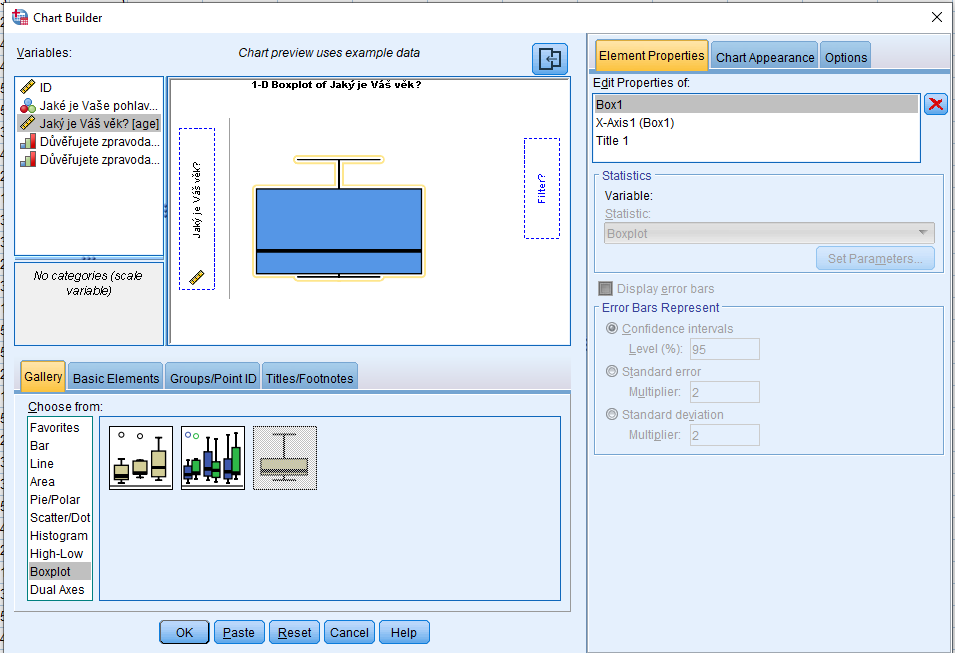 Chart Builder
Variables:
Chart preview uses example data
ID
Jaké je Vaše pohlav...
Jaký je Váš věk? [age]
Důvěřujete zpravoda...
Důvěřujete zpravoda...
No categories (scale
variable)
1-D Boxplot of Jaký je Váš věk?
Jaký je Váš věk?
Filter?
Gallery
Basic Elements
Groups/Point ID
Titles/Footnotes
Choose from:
Favorites
Bar
Line
Area
Pie/Polar
Scatter/Dot
Histogram
High-Low
Boxplot
Dual Axes
OK
Paste
Reset
Cancel
Help
Element Properties
Chart Appearance
Options
Edit Properties of:
Box1
X-Axis1 (Box1)
Title 1
Statistics
Variable:
Statistic:
Boxplot
Set Parameters...
Display error bars
Error Bars Represent
Confidence intervals
Level (%): 95
Standard error
Multiplier: 2
Standard deviation
Multiplier: 2